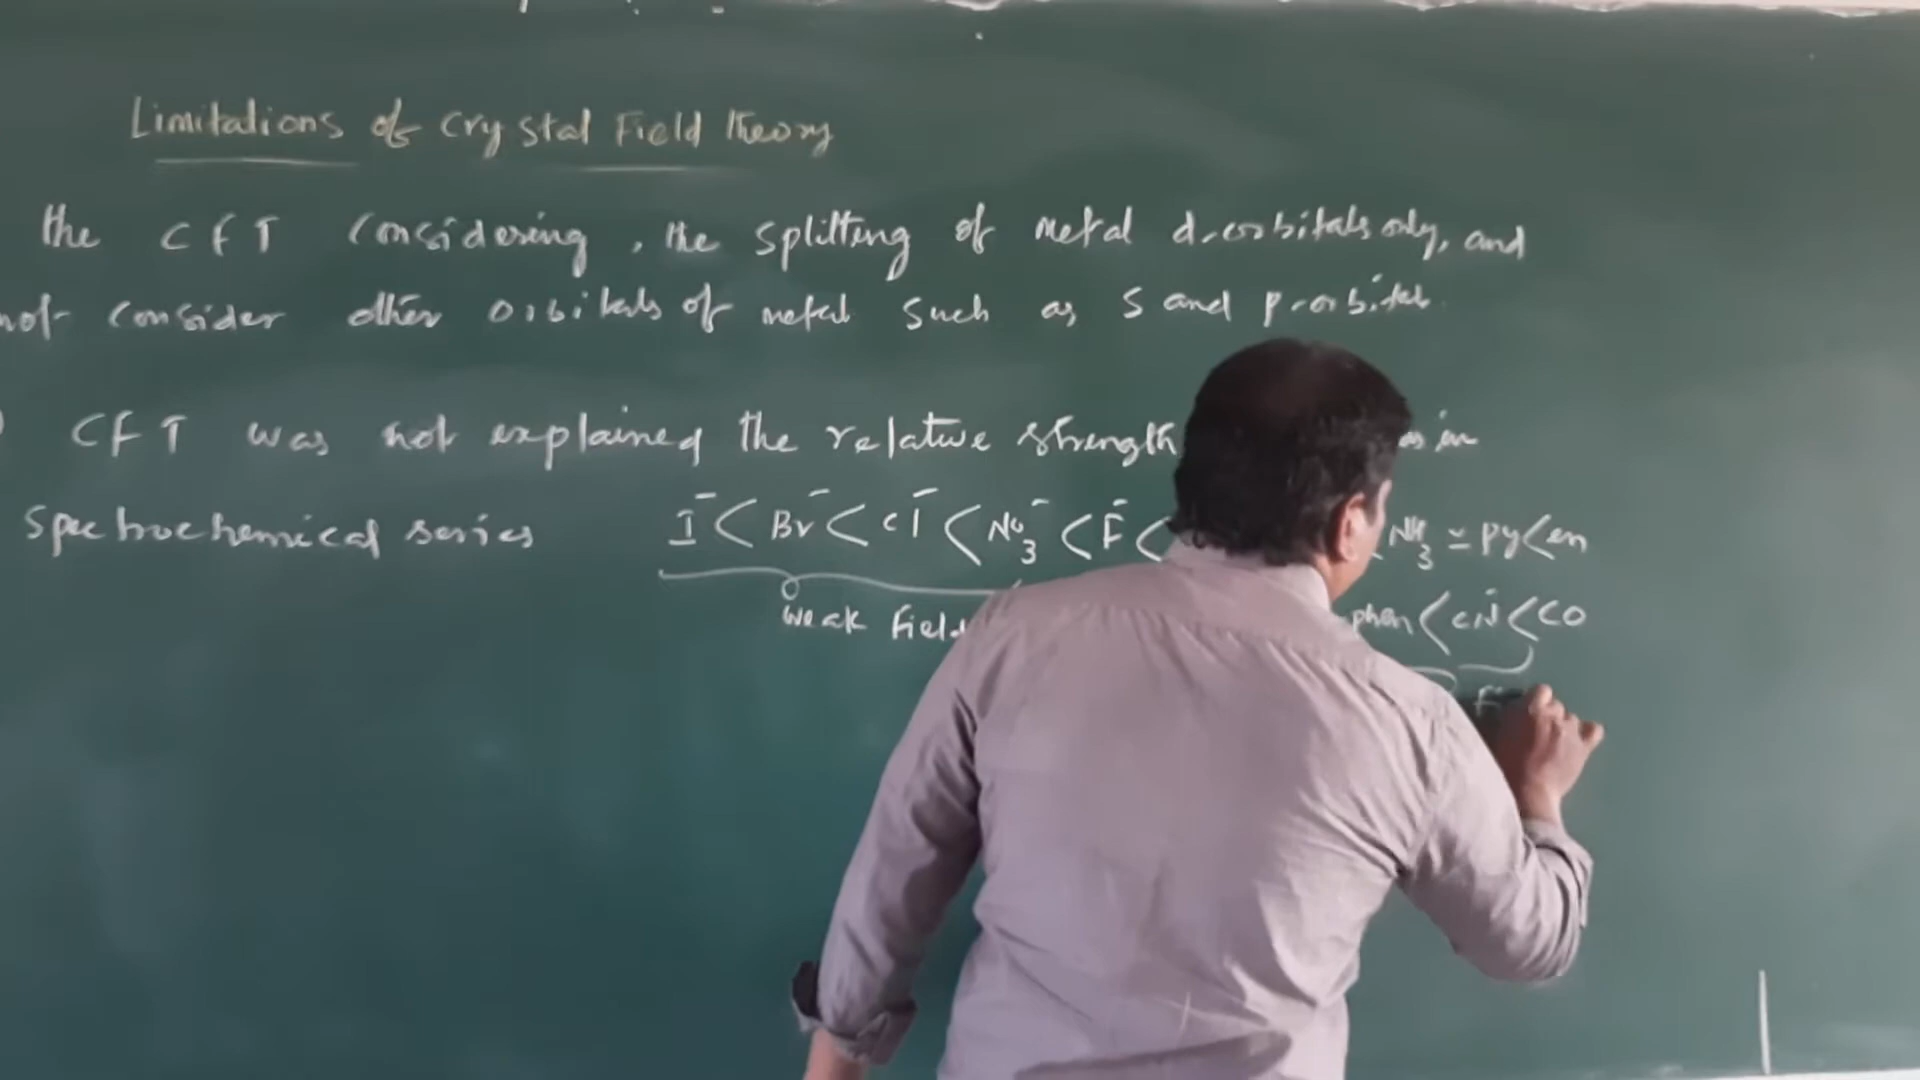 Limitations of Crystal Field theory
the CFT considering, the splitting of metal d-orbitals only, and
not consider other orbitals of metal such as s and p-orbitals
CFT was not explained the relative strength as in
spectrochemical series I⁻ < Br⁻ < Cl⁻ < NO₃⁻ < F⁻ < NH₃ ≃ py < en
weak field phen < CN⁻ < CO